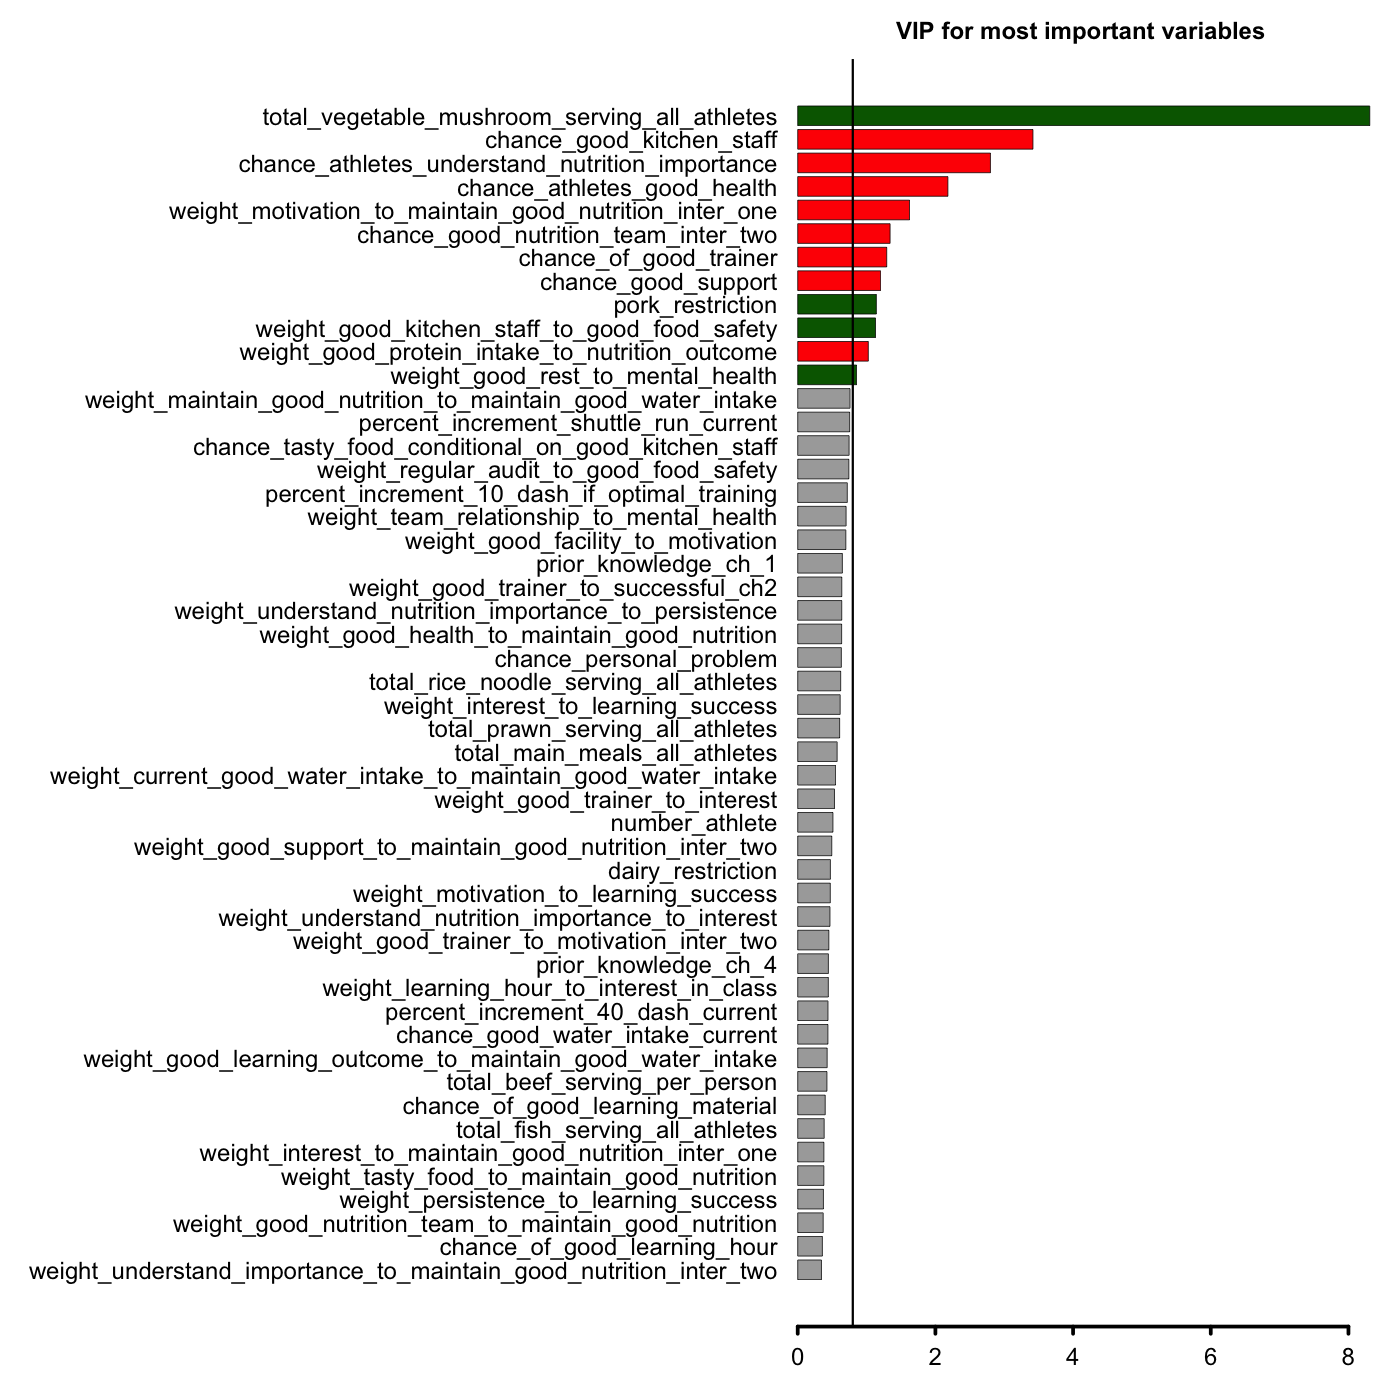 VIP for most important variables
total_vegetable_mushroom_serving_all_athletes
chance_good_kitchen_staff
chance_athletes_understand_nutrition_importance
chance_athletes_good_health
weight_motivation_to_maintain_good_nutrition_inter_one
chance_good_nutrition_team_inter_two
chance_of_good_trainer
chance_good_support
pork_restriction
weight_good_kitchen_staff_to_good_food_safety
weight_good_protein_intake_to_nutrition_outcome
weight_good_rest_to_mental_health
weight_maintain_good_nutrition_to_maintain_good_water_intake
percent_increment_shuttle_run_current
chance_tasty_food_conditional_on_good_kitchen_staff
weight_regular_audit_to_good_food_safety
percent_increment_10_dash_if_optimal_training
weight_team_relationship_to_mental_health
weight_good_facility_to_motivation
prior_knowledge_ch_1
weight_good_trainer_to_successful_ch2
weight_understand_nutrition_importance_to_persistence
weight_good_health_to_maintain_good_nutrition
chance_personal_problem
total_rice_noodle_serving_all_athletes
weight_interest_to_learning_success
total_prawn_serving_all_athletes
total_main_meals_all_athletes
weight_current_good_water_intake_to_maintain_good_water_intake
weight_good_trainer_to_interest
number_athlete
weight_good_support_to_maintain_good_nutrition_inter_two
dairy_restriction
weight_motivation_to_learning_success
weight_understand_nutrition_importance_to_interest
weight_good_trainer_to_motivation_inter_two
prior_knowledge_ch_4
weight_learning_hour_to_interest_in_class
percent_increment_40_dash_current
chance_good_water_intake_current
weight_good_learning_outcome_to_maintain_good_water_intake
total_beef_serving_per_person
chance_of_good_learning_material
total_fish_serving_all_athletes
weight_interest_to_maintain_good_nutrition_inter_one
weight_tasty_food_to_maintain_good_nutrition
weight_persistence_to_learning_success
weight_good_nutrition_team_to_maintain_good_nutrition
chance_of_good_learning_hour
weight_understand_importance_to_maintain_good_nutrition_inter_two
0 2 4 6 8